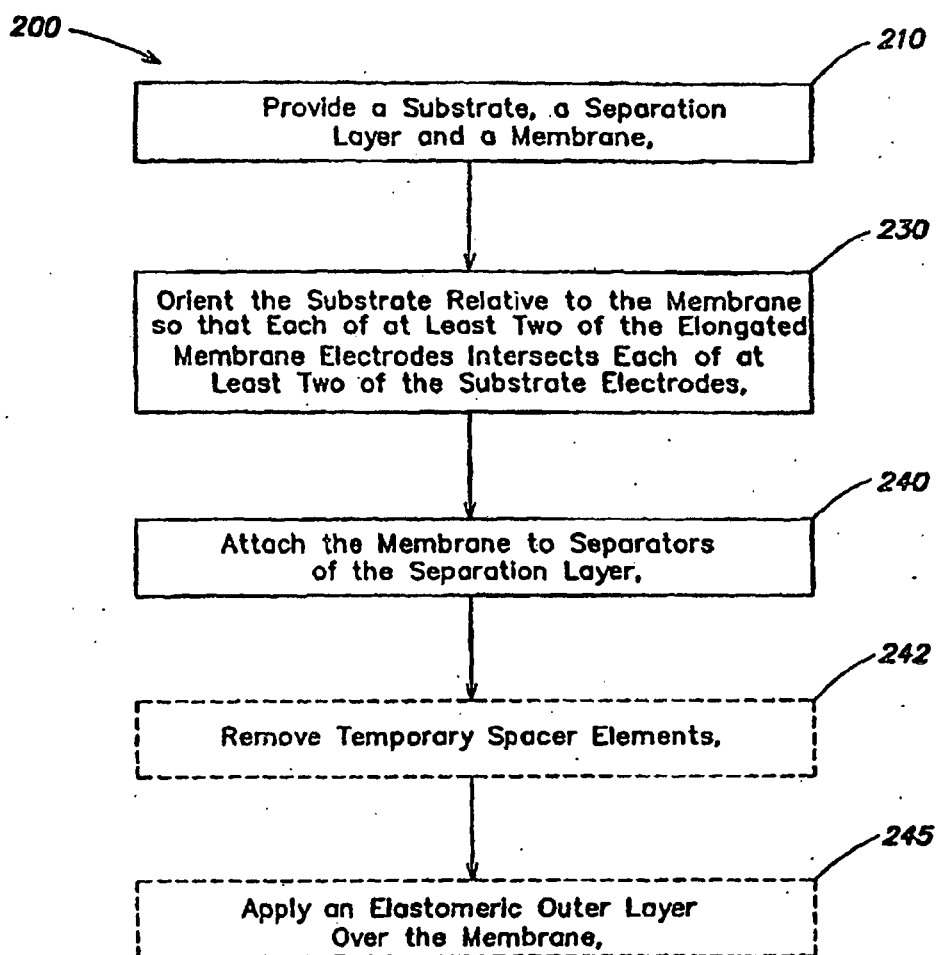 200
210
Provide a Substrate, a Separation
Layer and a Membrane,
230
Orient the Substrate Relative to the Membrane
so that Each of at Least Two of the Elongated
Membrane Electrodes Intersects Each of at
Least Two of the Substrate Electrodes,
240
Attach the Membrane to Separators
of the Separation Layer,
242
Remove Temporary Spacer Elements,
245
Apply an Elastomeric Outer Layer
Over the Membrane,